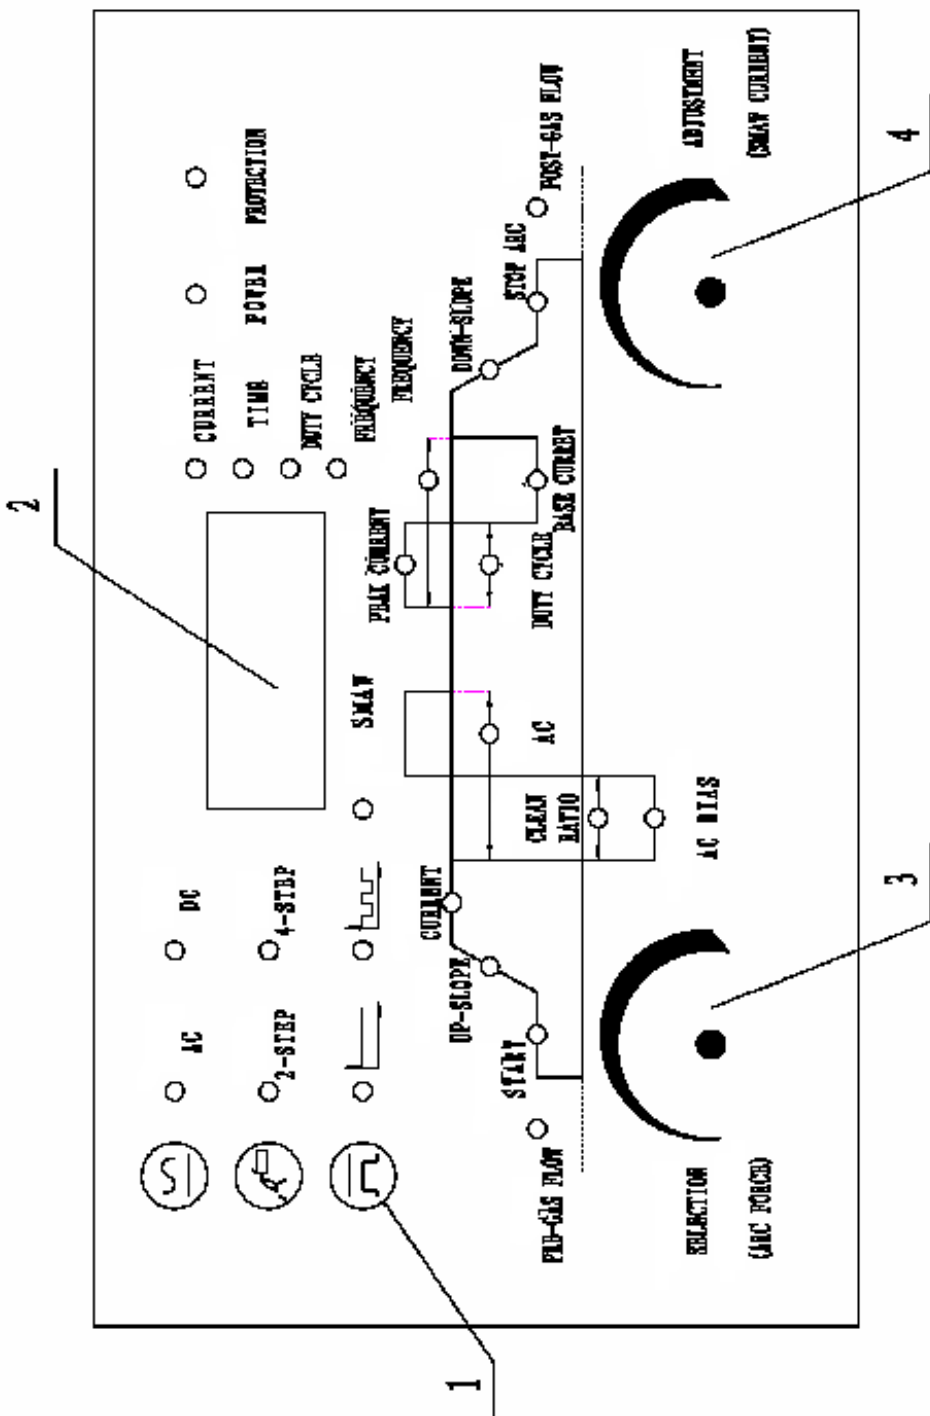 2
4
CURRENT
POWER
PROTECTION
TIME
DUTY CYCLE
FREQUENCY
FREQUENCY
AC
DC
2-STEP
4-STEP
SMAW
PEAK CURRENT
UP-SLOPE
CURRENT
DOWN-SLOPE
PRE-GAS FLOW
START
CLEAN
RATIO
AC
DUTY CYCLE
BASE CURRET
STOP ARC
POST-GAS FLOW
AC BIAS
SELECTION
(ARC FORCE)
ADJUSTMENT
(SMAW CURRENT)
1
3